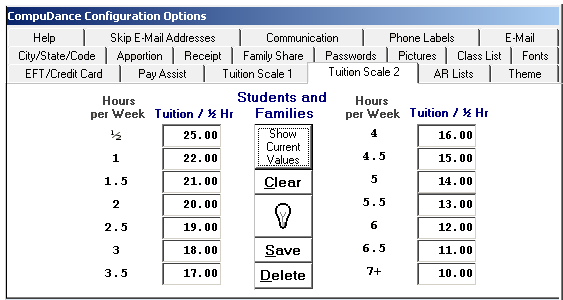 CompuDance Configuration Options
Help Skip E-Mail Addresses Communication Phone Labels E-Mail
City/State/Code Apportion Receipt Family Share Passwords Pictures Class List Fonts
EFT/Credit Card Pay Assist Tuition Scale 1 Tuition Scale 2 AR Lists Theme
Hours
per Week
Tuition / ½ Hr
Students and
Families
Hours
per Week
Tuition / ½ Hr
½ 25.00
1 22.00
1.5 21.00
2 20.00
2.5 19.00
3 18.00
3.5 17.00
Show
Current
Values
Clear
Save
Delete
4 16.00
4.5 15.00
5 14.00
5.5 13.00
6 12.00
6.5 11.00
7+ 10.00